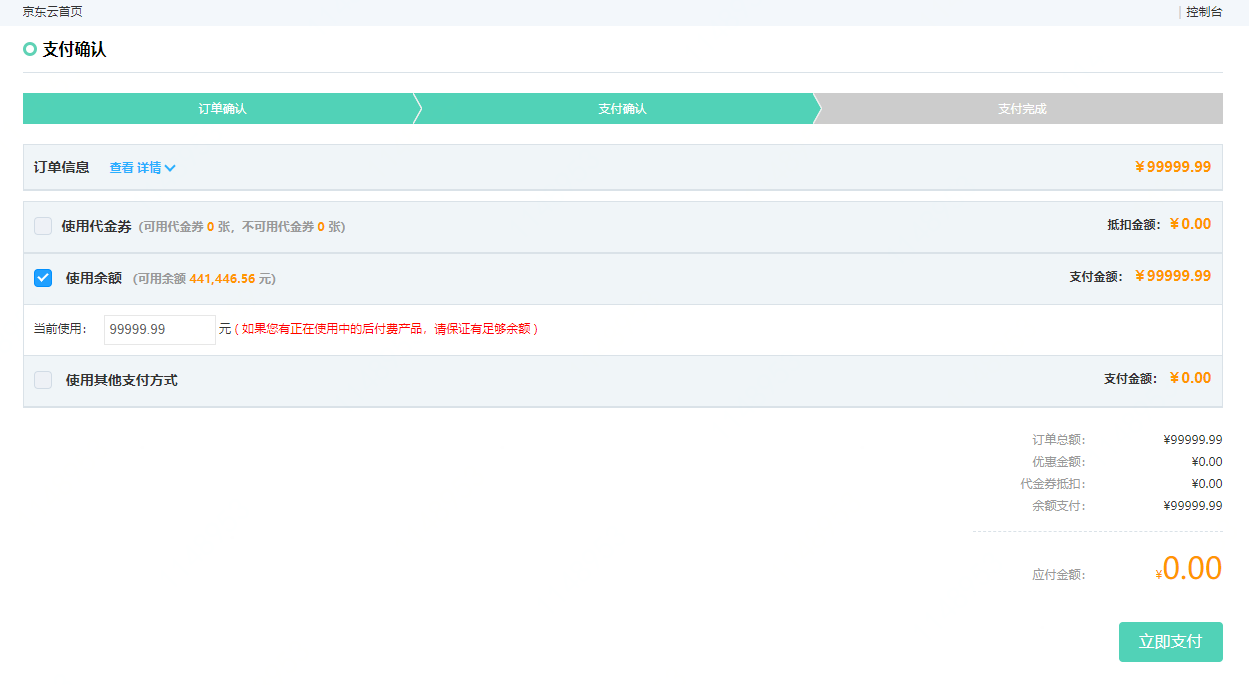 京东云首页
控制台
支付确认
订单确认
支付确认
支付完成
订单信息 查看 详情 ¥99999.99
使用代金券 (可用代金券 0 张，不可用代金券 0 张) 抵扣金额： ¥0.00
使用余额 (可用余额 441,446.56 元) 支付金额： ¥99999.99
当前使用： 99999.99 元 ( 如果您有正在使用中的后付费产品，请保证有足够余额 )
使用其他支付方式 支付金额： ¥0.00
订单总额： ¥99999.99
优惠金额： ¥0.00
代金券抵扣： ¥0.00
余额支付： ¥99999.99
应付金额： ¥0.00
立即支付